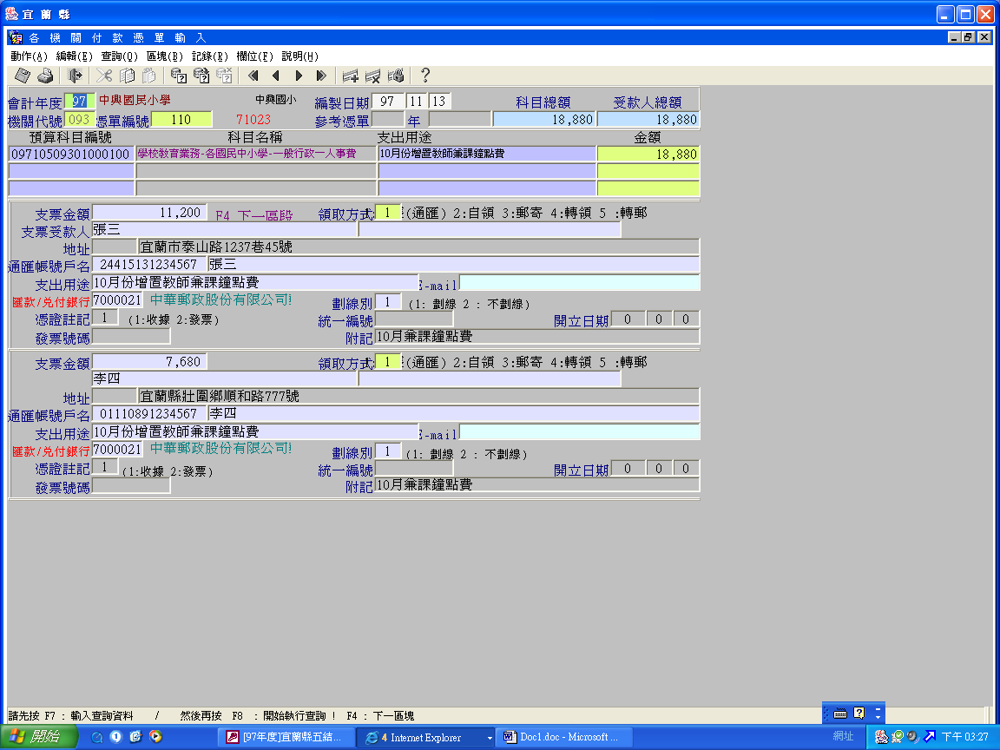 宜 蘭 縣
各 機 關 付 款 憑 單 輸 入
動作(A) 編輯(E) 查詢(Q) 區塊(B) 記錄(R) 欄位(F) 說明(H)
會計年度 97 中興國民小學 中興國小 編製日期 97 11 13 科目總額 受款人總額
機關代號 093 憑單編號 110 71023 參考憑單 年 18,880 18,880
預算科目編號 科目名稱 支出用途 金額
09710509301000100 學校教育業務-各國民中小學-一般行政一人事費 10月份增置教師兼課鐘點費 18,880
支票金額 11,200 F4 下一區段 領取方式 1 (通匯) 2:自領 3:郵寄 4:轉領 5 :轉郵
支票受款人 張三
地址 宜蘭市泰山路1237巷45號
通匯帳號戶名 24415131234567 張三
支出用途 10月份增置教師兼課鐘點費 E-mail
匯款/兌付銀行 7000021 中華郵政股份有限公司! 劃線別 1 (1: 劃線 2 : 不劃線)
憑證註記 1 (1:收據 2:發票) 統一編號 開立日期 0 0 0
發票號碼 附記 10月兼課鐘點費
支票金額 7,680 領取方式 1 (通匯) 2:自領 3:郵寄 4:轉領 5 :轉郵
李四
地址 宜蘭縣壯圍鄉順和路777號
通匯帳號戶名 01110891234567 李四
支出用途 10月份增置教師兼課鐘點費 E-mail
匯款/兌付銀行 7000021 中華郵政股份有限公司! 劃線別 1 (1: 劃線 2 : 不劃線)
憑證註記 1 (1:收據 2:發票) 統一編號 開立日期 0 0 0
發票號碼 附記 10月兼課鐘點費
請先按 F7 : 輸入查詢資料 / 然後再按 F8 : 開始執行查詢 ! F4 : 下一區塊
開始 [97年度]宜蘭縣五結... 4 Internet Explorer Doc1.doc - Microsoft ... 網址 下午 03:27